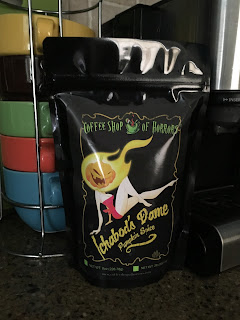 COFFEE SHOP OF HORRORS
Ichabod's Dame
Pumpkin Spice